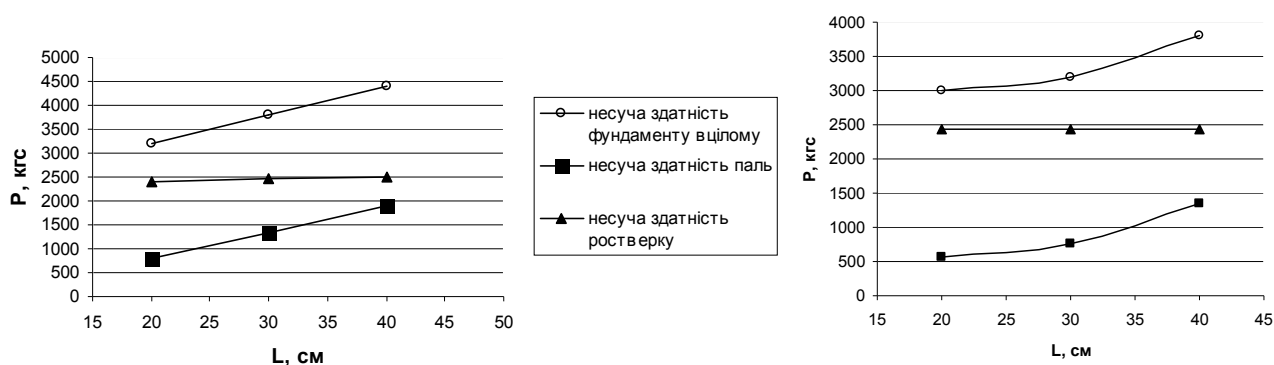 5000
4500
4000
3500
3000
2500
2000
1500
1000
500
0
P, кгс
15 20 25 30 35 40 45 50
L, см
несуча здатність
фундаменту в цілому
несуча здатність паль
несуча здатність
ростверку
4000
3500
3000
2500
2000
1500
1000
500
0
P, кгс
15 20 25 30 35 40 45
L, см